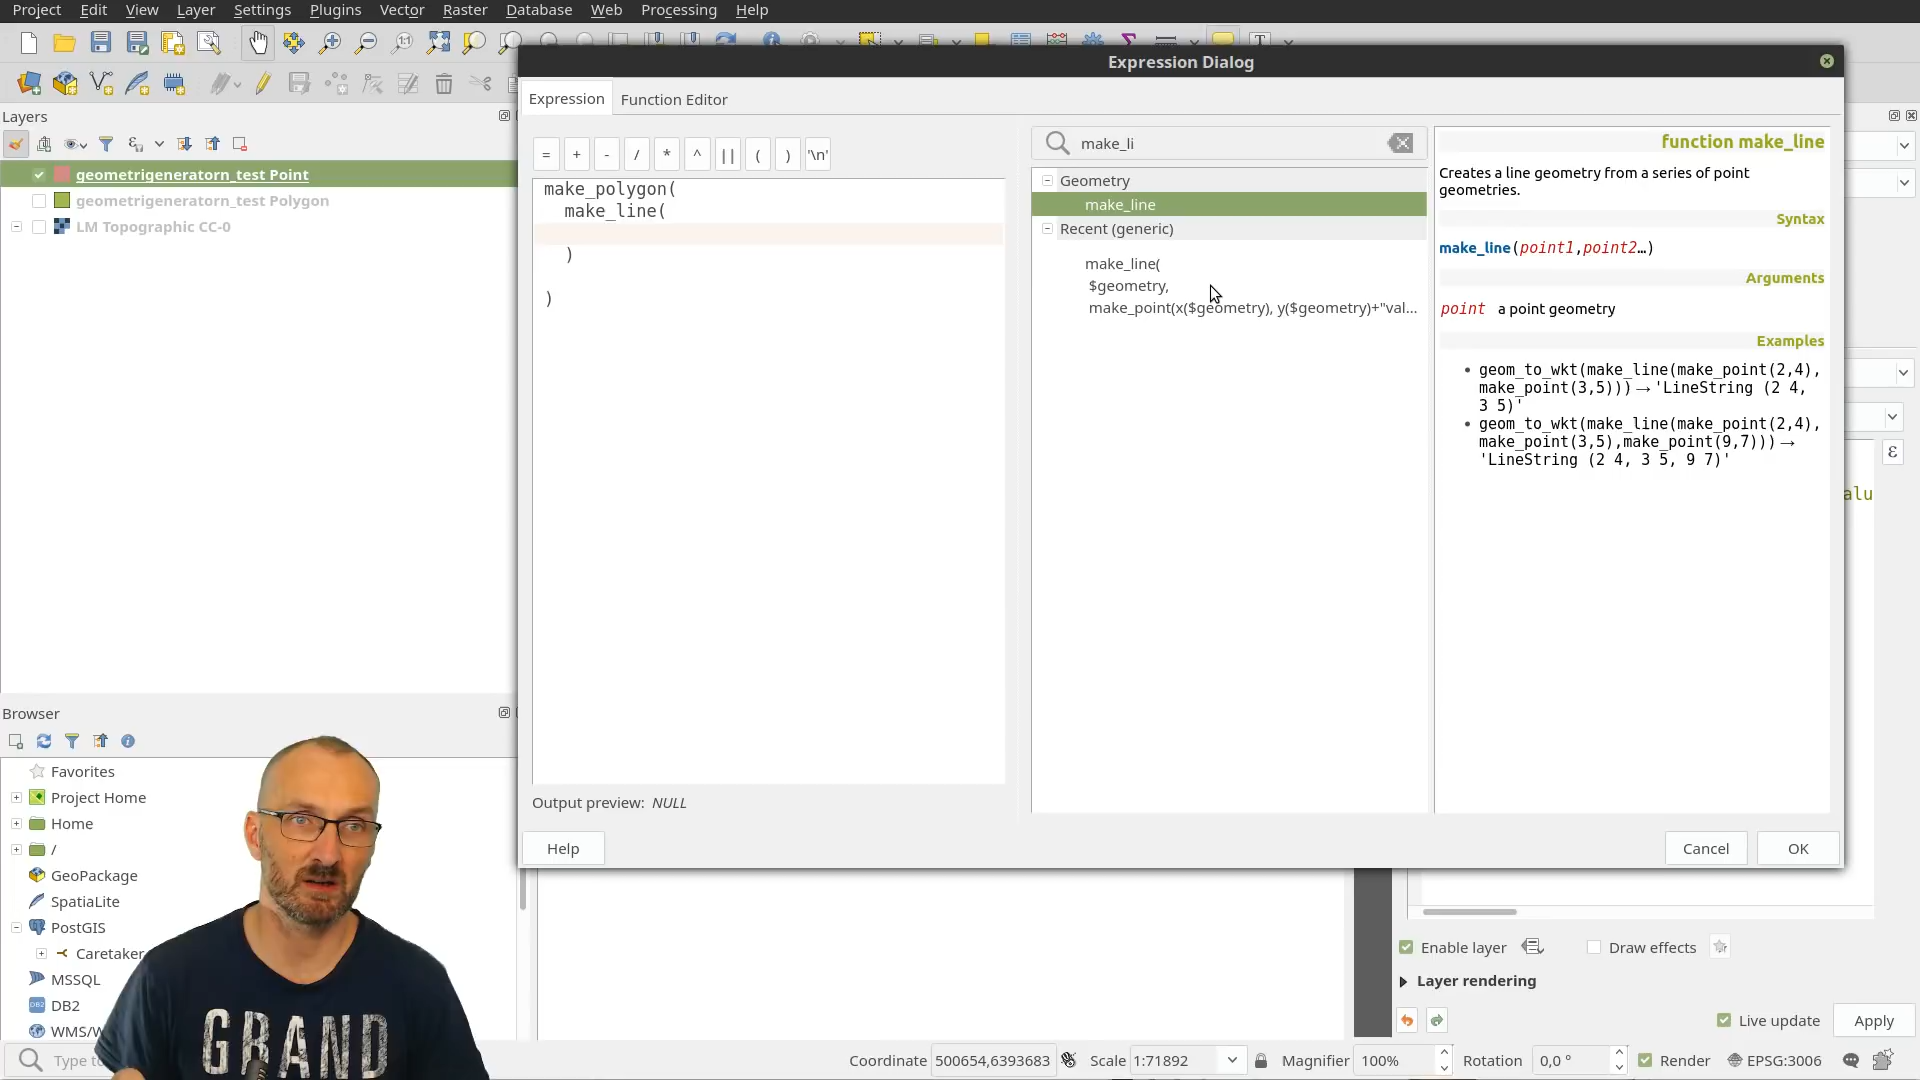 Project Edit View Layer Settings Plugins Vector Raster Database Web Processing Help
Expression Dialog
Layers
Expression Function Editor
= + - / * ^ || ( ) '\n'
make_li
function make_line
Creates a line geometry from a series of point
geometries.
Syntax
make_line(point1,point2…)
Arguments
point a point geometry
Examples
geom_to_wkt(make_line(make_point(2,4),
make_point(3,5))) → 'LineString (2 4,
3 5)'
geom_to_wkt(make_line(make_point(2,4),
make_point(3,5),make_point(9,7))) →
'LineString (2 4, 3 5, 9 7)'
geometrigeneratorn_test Point
geometrigeneratorn_test Polygon
LM Topographic CC-0
make_polygon(
make_line(
)
)
Geometry
make_line
Recent (generic)
make_line(
$geometry,
make_point(x($geometry), y($geometry)+"val...
alu
ε
Output preview: NULL
Help
Cancel OK
Browser
Favorites
Project Home
Home
/
GeoPackage
SpatiaLite
PostGIS
Caretaker
MSSQL
DB2
WMS/W
GRAND
Enable layer
Draw effects
Layer rendering
Live update
Apply
Coordinate 500654,6393683
Scale 1:71892
Magnifier 100%
Rotation 0,0 °
Render
EPSG:3006